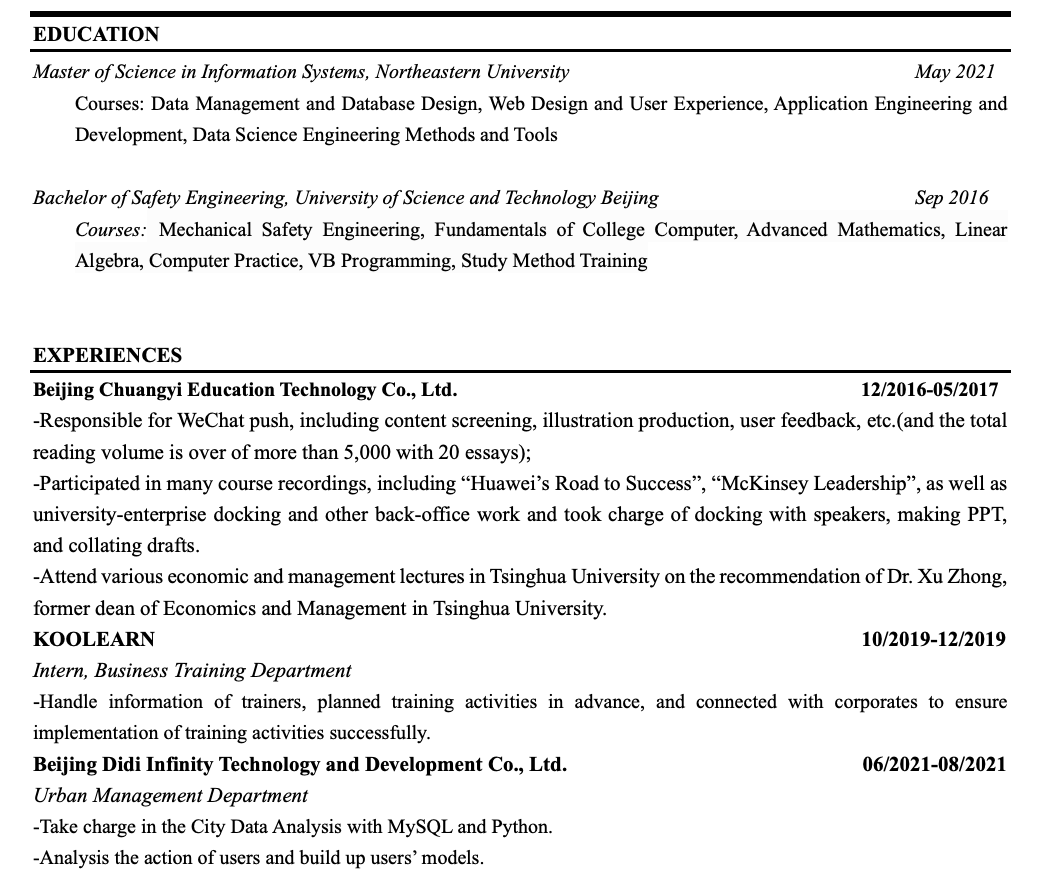 EDUCATION
Master of Science in Information Systems, Northeastern University May 2021
Courses: Data Management and Database Design, Web Design and User Experience, Application Engineering and
Development, Data Science Engineering Methods and Tools
Bachelor of Safety Engineering, University of Science and Technology Beijing Sep 2016
Courses: Mechanical Safety Engineering, Fundamentals of College Computer, Advanced Mathematics, Linear
Algebra, Computer Practice, VB Programming, Study Method Training
EXPERIENCES
Beijing Chuangyi Education Technology Co., Ltd. 12/2016-05/2017
-Responsible for WeChat push, including content screening, illustration production, user feedback, etc.(and the total
reading volume is over of more than 5,000 with 20 essays);
-Participated in many course recordings, including “Huawei’s Road to Success”, “McKinsey Leadership”, as well as
university-enterprise docking and other back-office work and took charge of docking with speakers, making PPT,
and collating drafts.
-Attend various economic and management lectures in Tsinghua University on the recommendation of Dr. Xu Zhong,
former dean of Economics and Management in Tsinghua University.
KOOLEARN 10/2019-12/2019
Intern, Business Training Department
-Handle information of trainers, planned training activities in advance, and connected with corporates to ensure
implementation of training activities successfully.
Beijing Didi Infinity Technology and Development Co., Ltd. 06/2021-08/2021
Urban Management Department
-Take charge in the City Data Analysis with MySQL and Python.
-Analysis the action of users and build up users’ models.